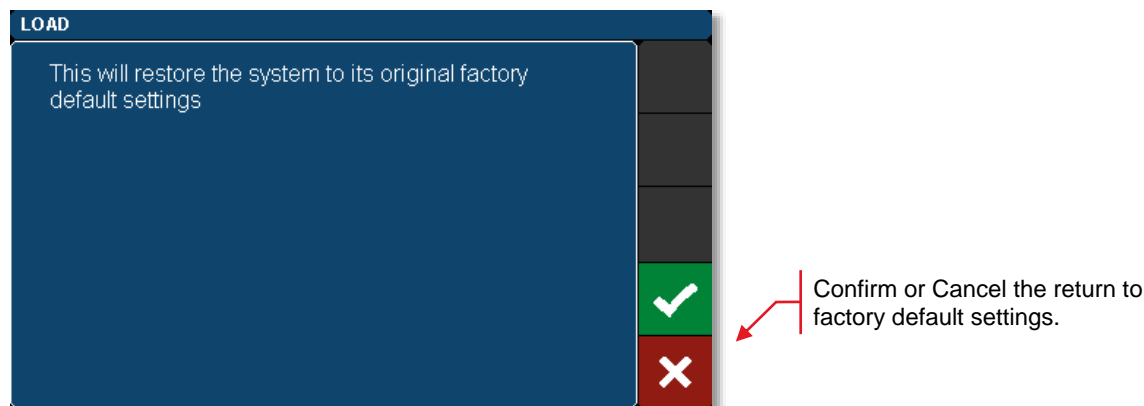 LOAD
This will restore the system to its original factory
default settings
Confirm or Cancel the return to
factory default settings.